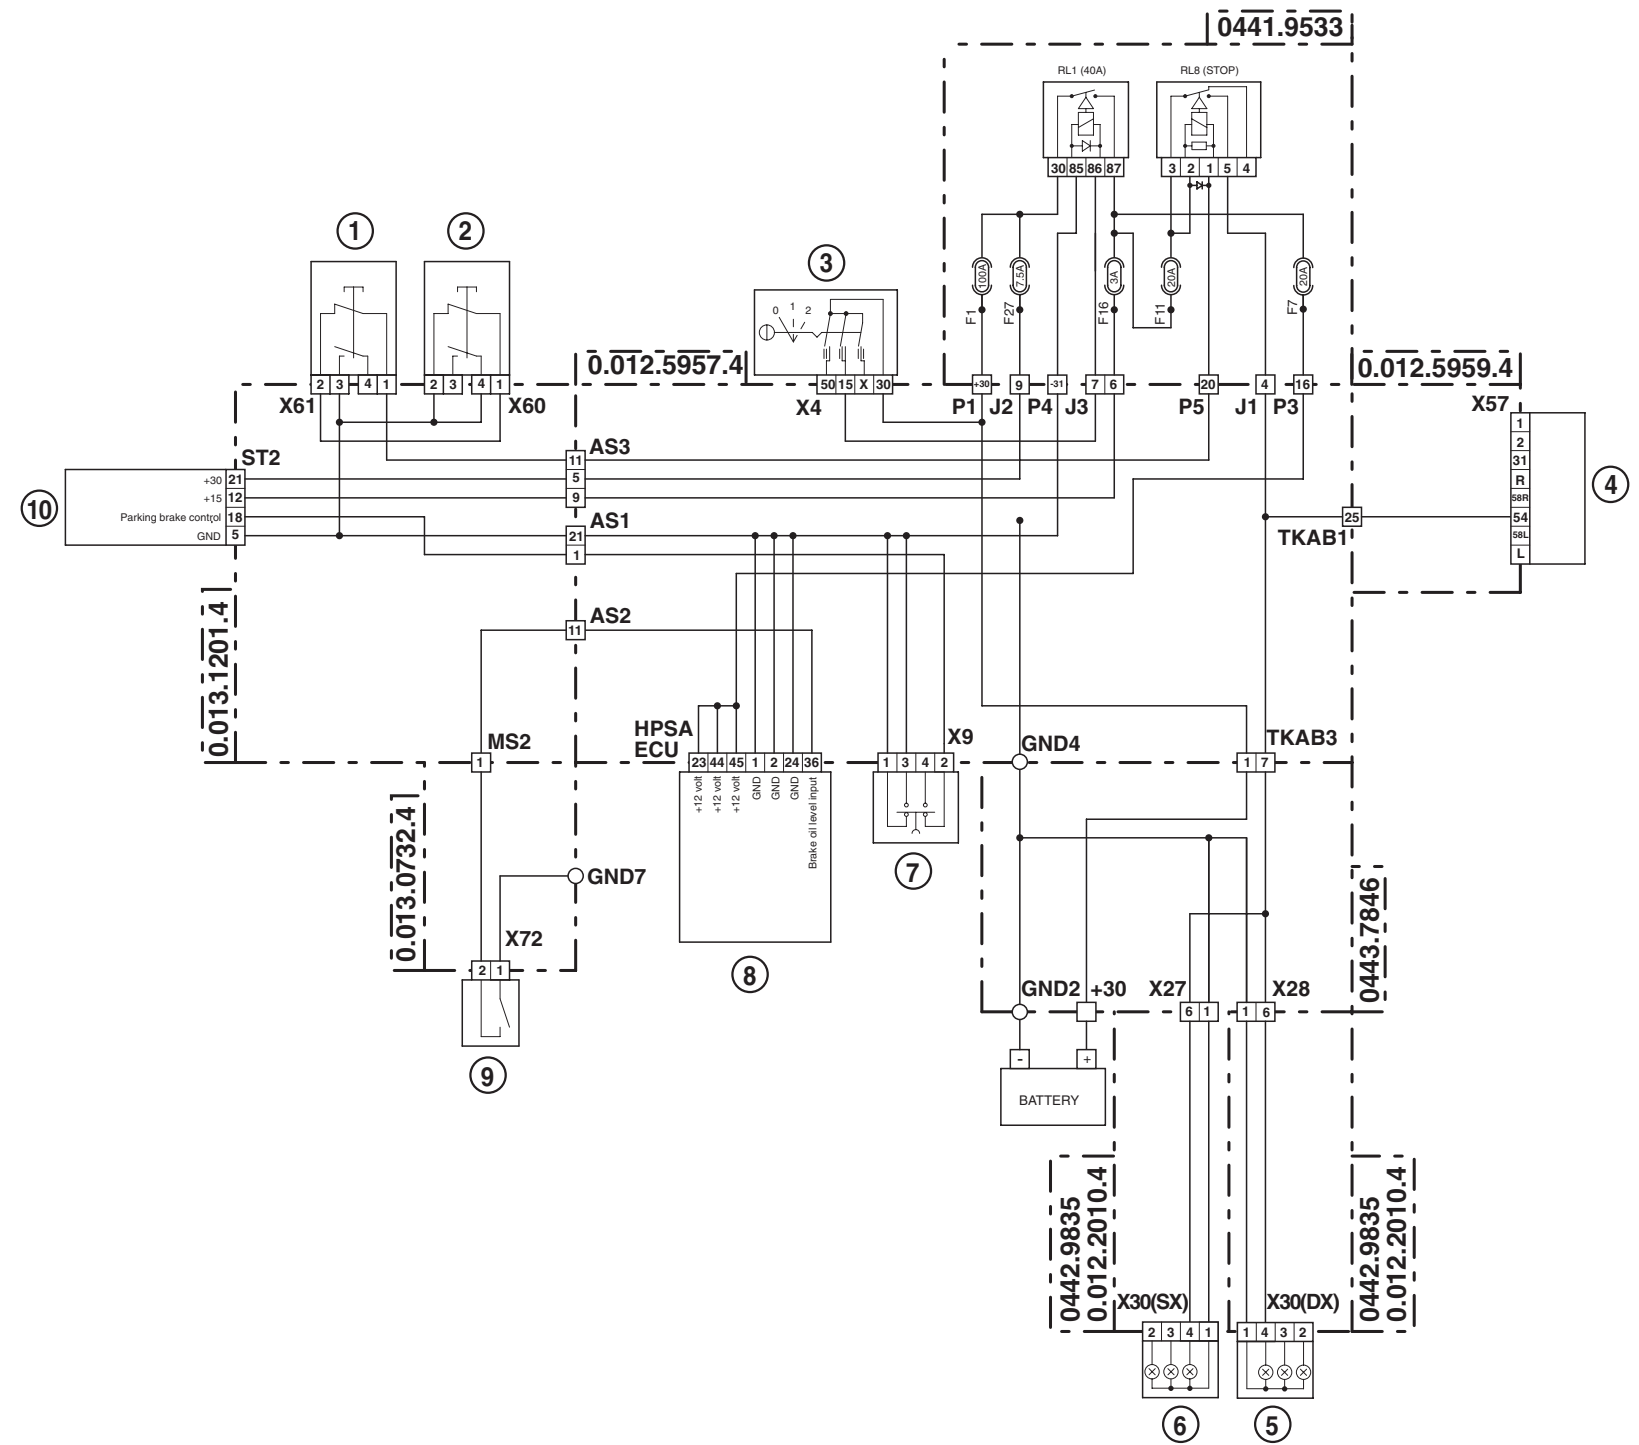 0441.9533
RL1 (40A)
RL8 (STOP)
30 85 86 87
3 2 1 5 4
1
2
3
0 1 2
100A
7.5A
3A
20A
20A
F1
F27
F16
F11
F7
0.012.5957.4
0.012.5959.4
2 3 4 1
2 3 4 1
50 15 X 30
+30
9
-31
7 6
20
4
16
X61
X60
X4
P1
J2
P4
J3
P5
J1
P3
X57
1
2
31
R
58R
54
58L
L
4
ST2
AS3
11
5
9
10
+30 21
+15 12
Parking brake control 18
GND 5
AS1
21
1
25
TKAB1
0.013.1201.4
AS2
11
MS2
1
HPSA
ECU
23 44 45 1 2 24 36
+12 volt
+12 volt
+12 volt
GND
GND
GND
Brake oil level input
8
X9
1 3 4 2
7
GND4
TKAB3
1 7
0.013.0732.4
GND7
X72
2 1
9
0443.7846
GND2
+30
X27
6 1
X28
1 6
-
+
BATTERY
0442.9835
0.012.2010.4
0442.9835
0.012.2010.4
X30(SX)
X30(DX)
2 3 4 1
1 4 3 2
6
5